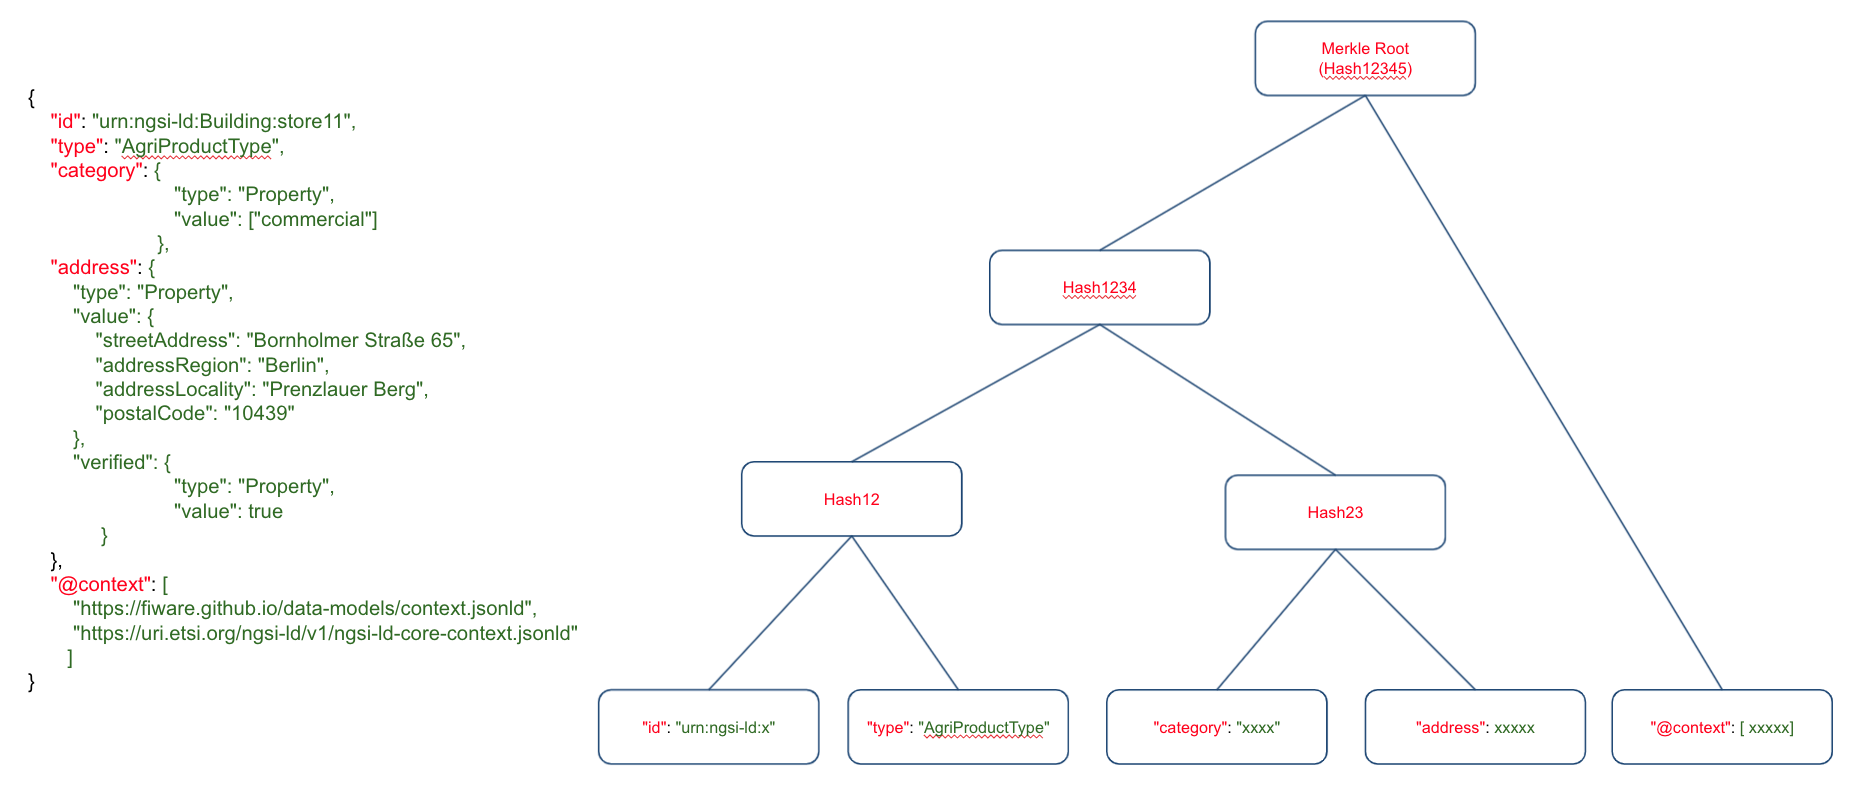 {
"id": "urn:ngsi-ld:Building:store11",
"type": "AgriProductType",
"category": {
"type": "Property",
"value": ["commercial"]
},
"address": {
"type": "Property",
"value": {
"streetAddress": "Bornholmer Straße 65",
"addressRegion": "Berlin",
"addressLocality": "Prenzlauer Berg",
"postalCode": "10439"
},
"verified": {
"type": "Property",
"value": true
}
},
"@context": [
"https://fiware.github.io/data-models/context.jsonld",
"https://uri.etsi.org/ngsi-ld/v1/ngsi-ld-core-context.jsonld"
]
}
Merkle Root
(Hash12345)
Hash1234
Hash12
Hash23
"id": "urn:ngsi-ld:x"
"type": "AgriProductType"
"category": "xxxx"
"address": xxxxx
"@context": [ xxxxx]